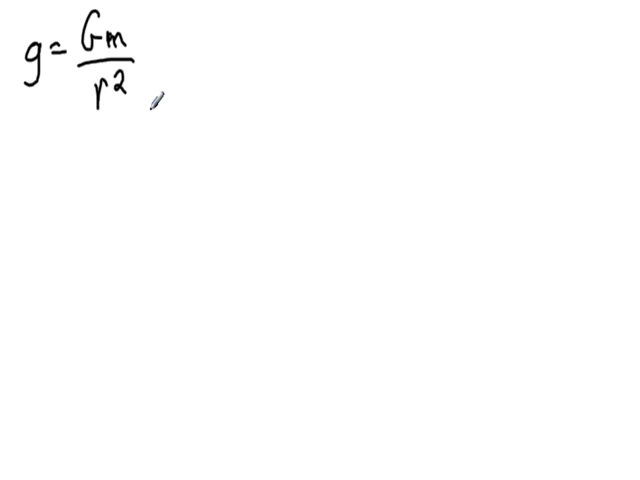 g = Gm / r²